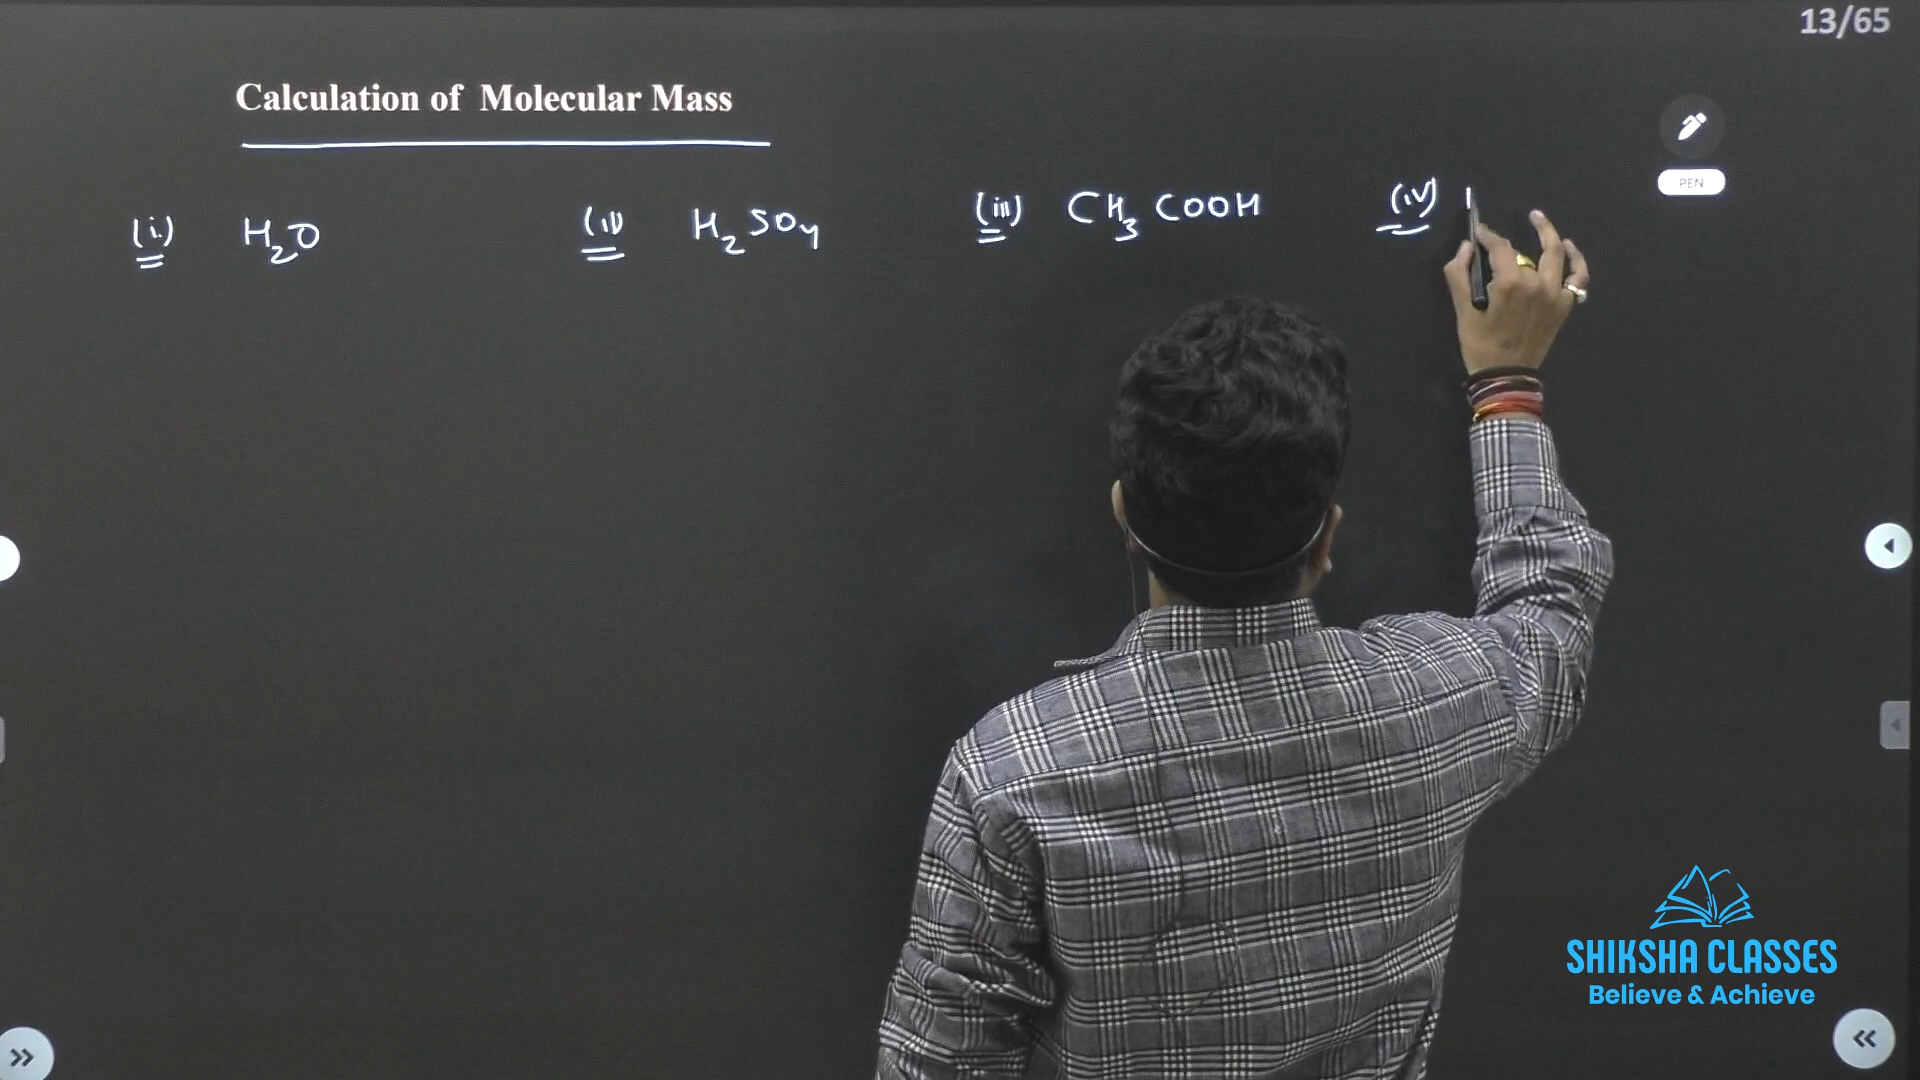 13/65
Calculation of Molecular Mass
PEN
(i.) H₂O (ii) H₂SO₄ (iii) CH₃COOH (iv)
SHIKSHA CLASSES
Believe & Achieve